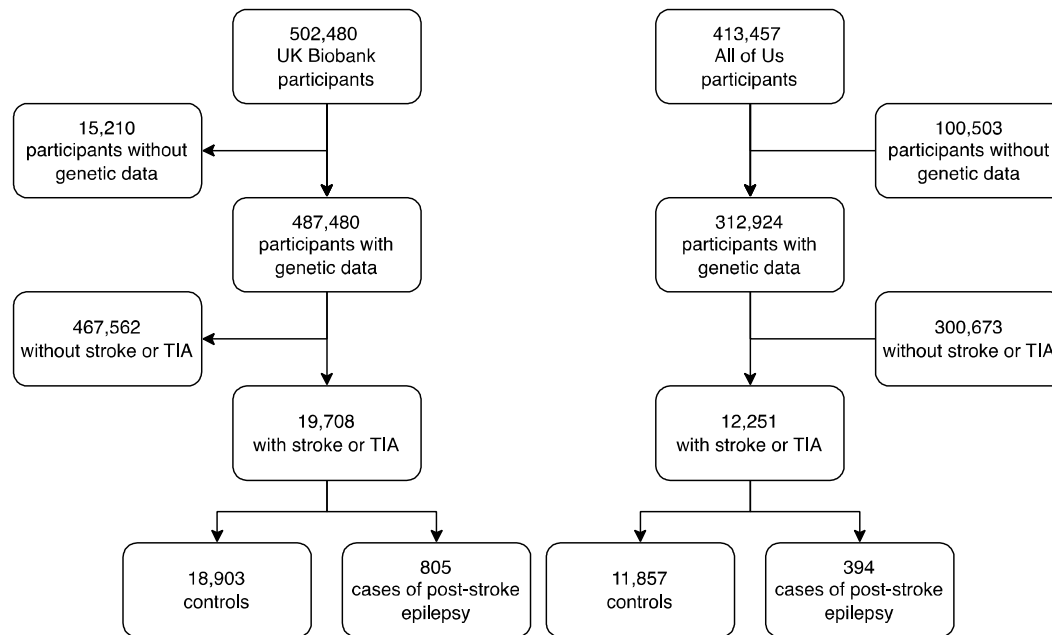 502,480
UK Biobank
participants
413,457
All of Us
participants
15,210
participants without
genetic data
100,503
participants without
genetic data
487,480
participants with
genetic data
312,924
participants with
genetic data
467,562
without stroke or TIA
300,673
without stroke or TIA
19,708
with stroke or TIA
12,251
with stroke or TIA
18,903
controls
805
cases of post-stroke
epilepsy
11,857
controls
394
cases of post-stroke
epilepsy